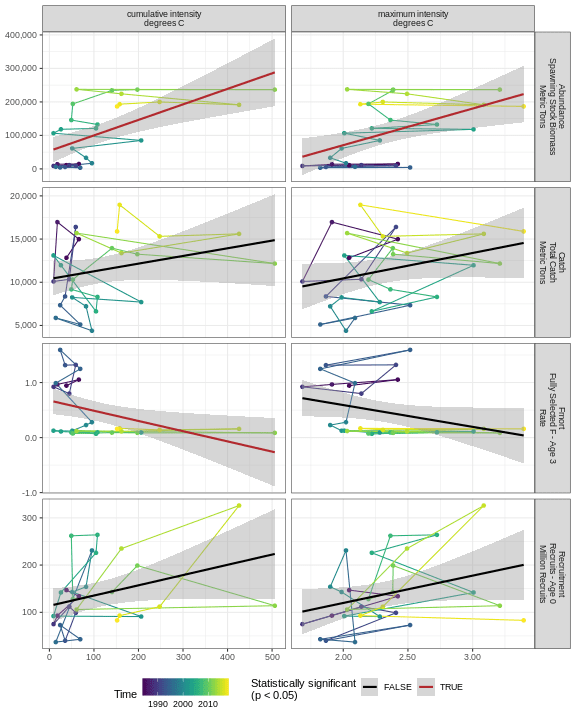 cumulative intensity
degrees C
maximum intensity
degrees C
400,000
300,000
200,000
100,000
0
Abundance
Spawning Stock Biomass
Metric Tons
20,000
15,000
10,000
5,000
Catch
Total Catch
Metric Tons
1.0
0.0
-1.0
Fmort
Fully Selected F - Age 3
Rate
300
200
100
Recruitment
Recruits - Age 0
Million Recruits
0 100 200 300 400 500
2.00 2.50 3.00
Time
1990 2000 2010
Statistically significant
(p < 0.05)
FALSE
TRUE